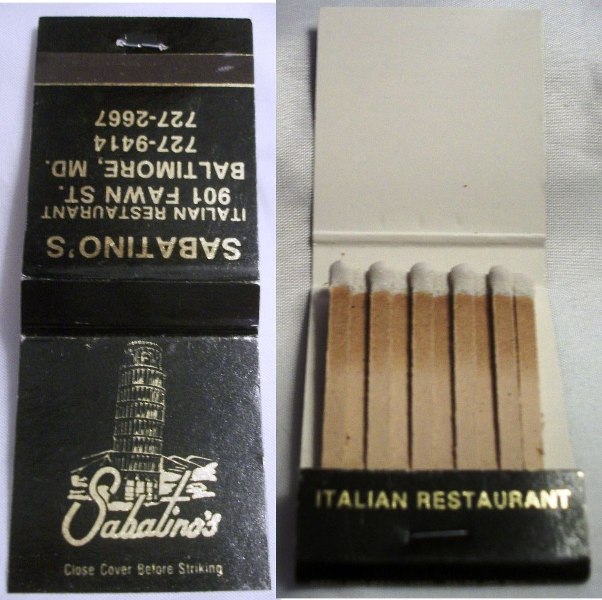 SABATINO'S
ITALIAN RESTAURANT
901 FAWN ST.
BALTIMORE, MD.
727-9414
727-2667
Sabatino's
Close Cover Before Striking
ITALIAN RESTAURANT